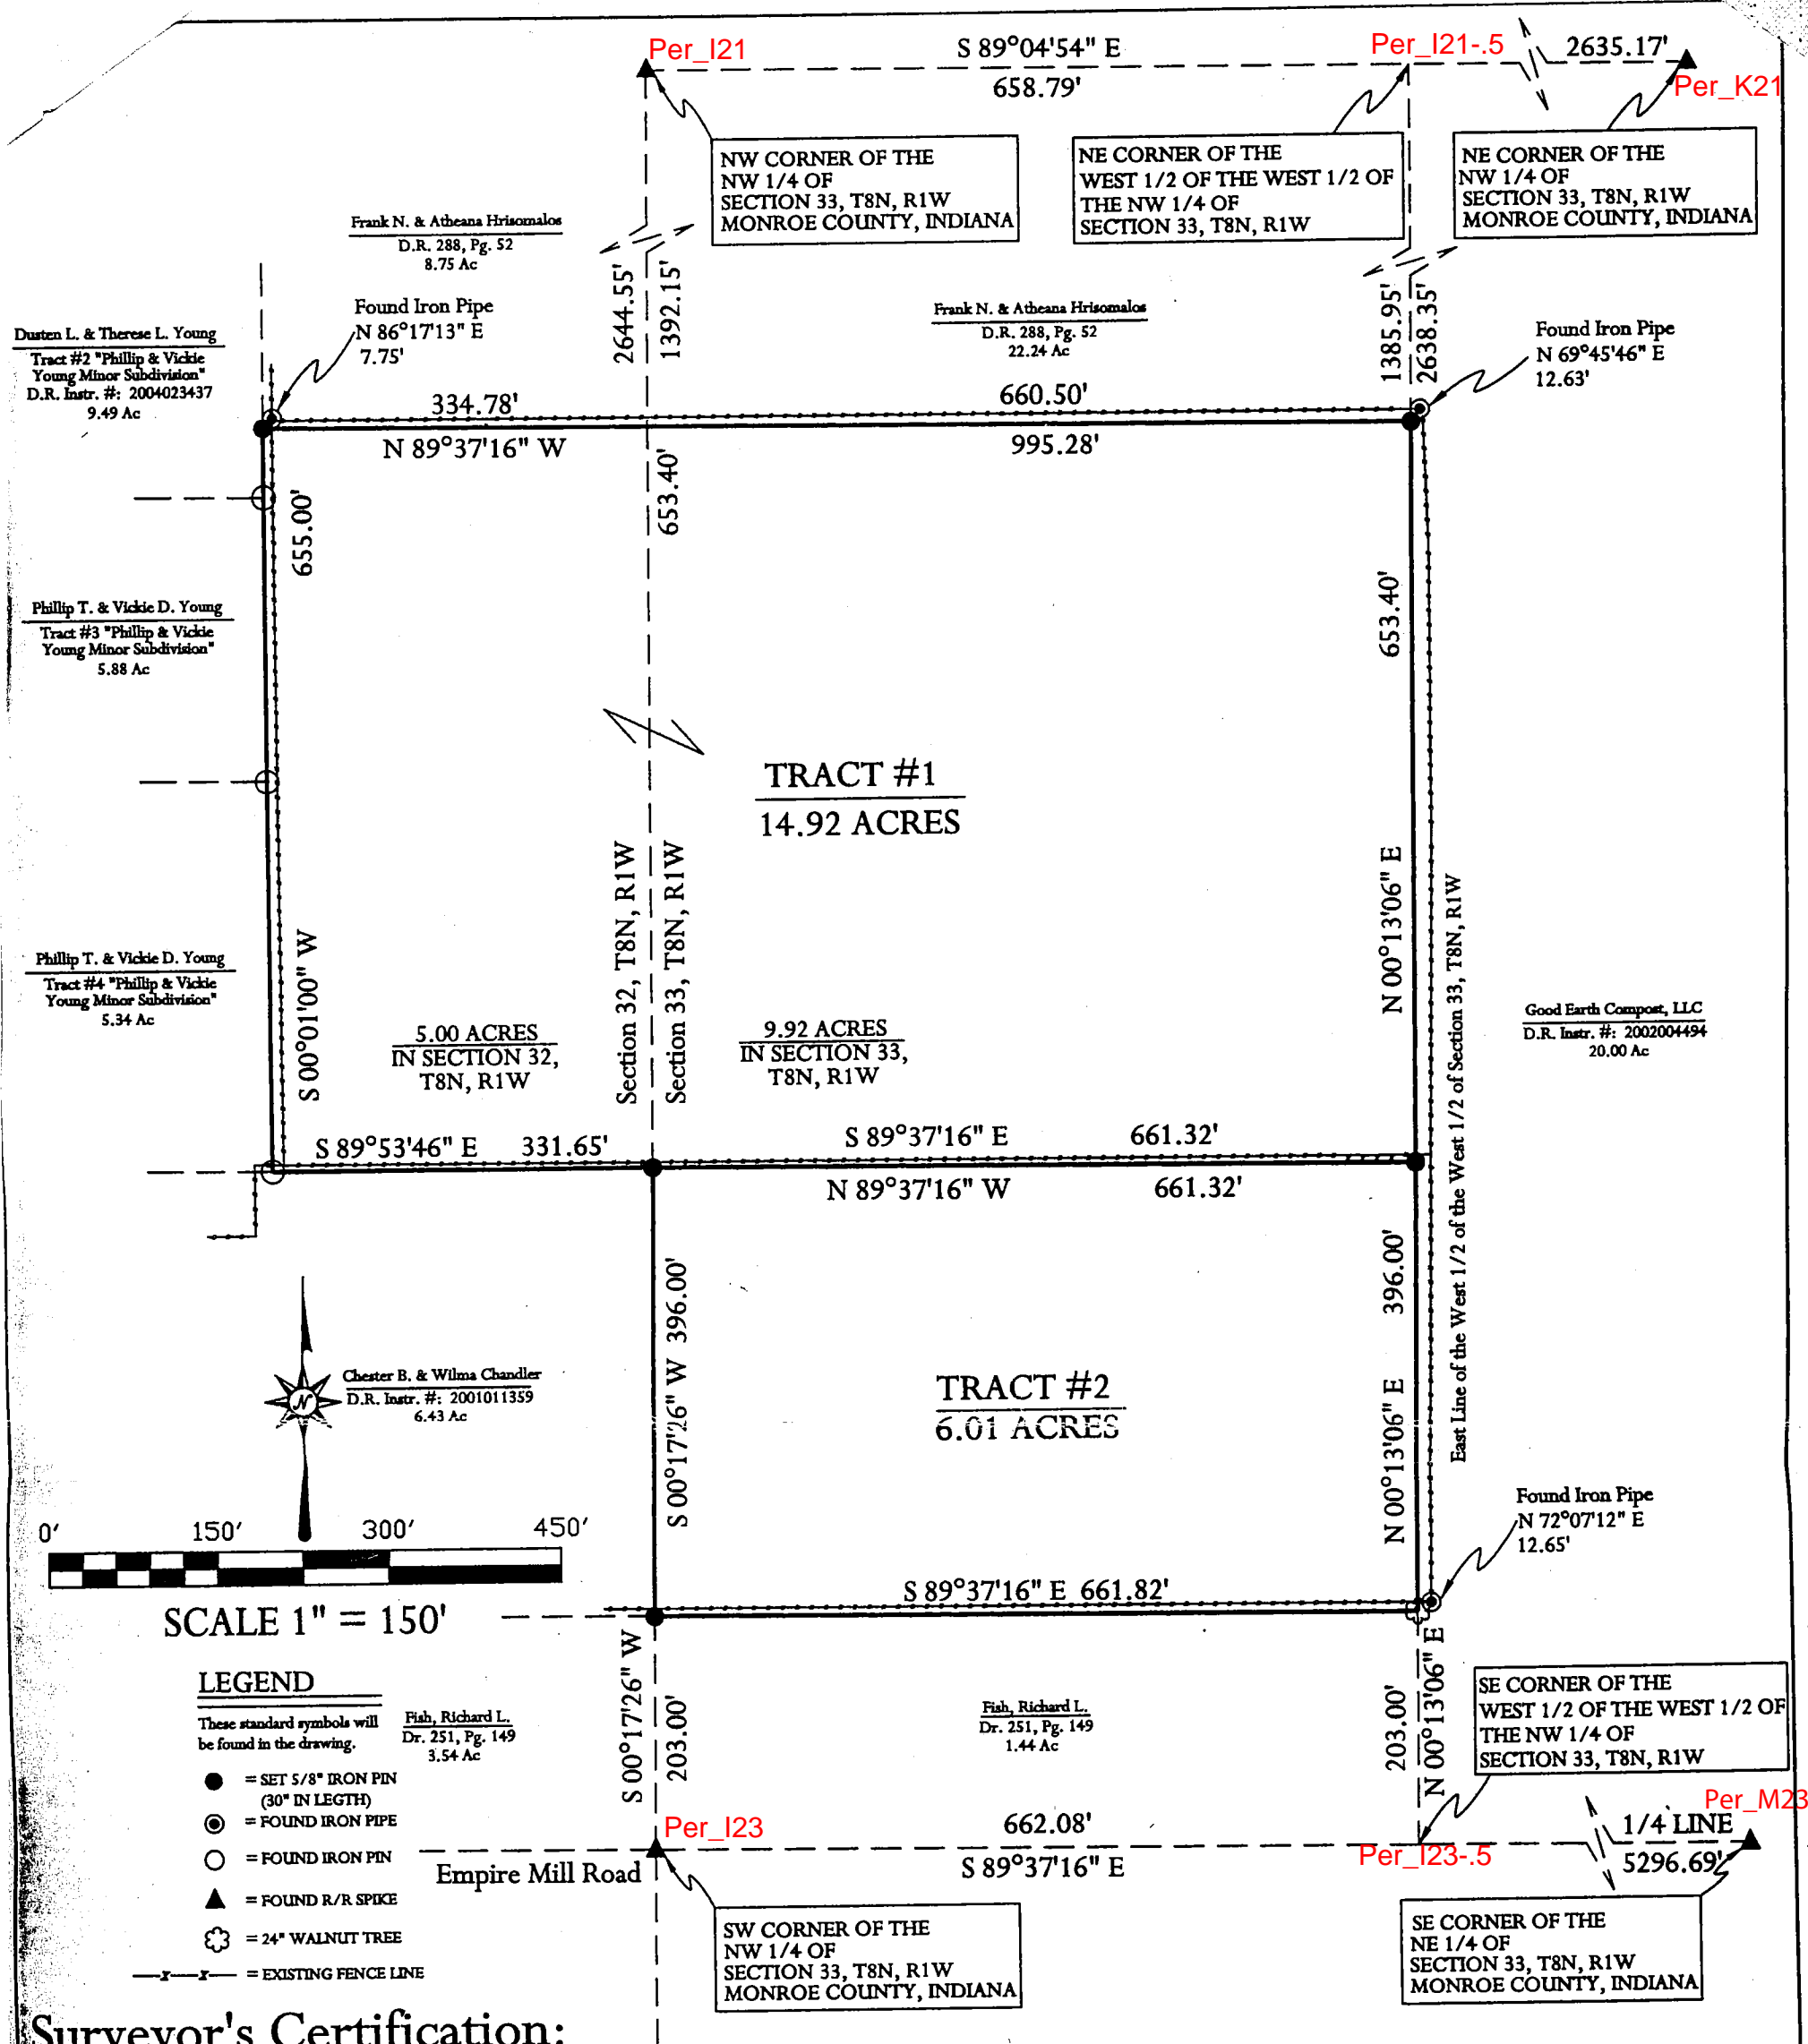 Per_I21
S 89°04'54" E
658.79'
Per_I21-.5
2635.17'
Per_K21
NW CORNER OF THE
NW 1/4 OF
SECTION 33, T8N, R1W
MONROE COUNTY, INDIANA
NE CORNER OF THE
WEST 1/2 OF THE WEST 1/2 OF
THE NW 1/4 OF
SECTION 33, T8N, R1W
NE CORNER OF THE
NW 1/4 OF
SECTION 33, T8N, R1W
MONROE COUNTY, INDIANA
Frank N. & Atheana Hrisomalos
D.R. 288, Pg. 52
8.75 Ac
Found Iron Pipe
N 86°17'13" E
7.75'
2644.55'
1392.15'
Frank N. & Atheana Hrisomalos
D.R. 288, Pg. 52
22.24 Ac
1385.95'
2638.35'
Found Iron Pipe
N 69°45'46" E
12.63'
Dusten L. & Therese L. Young
Tract #2 "Phillip & Vickie
Young Minor Subdivision"
D.R. Instr. #: 2004023437
9.49 Ac
334.78'
660.50'
N 89°37'16" W
995.28'
655.00'
653.40'
653.40'
Phillip T. & Vickie D. Young
Tract #3 "Phillip & Vickie
Young Minor Subdivision"
5.88 Ac
TRACT #1
14.92 ACRES
Phillip T. & Vickie D. Young
Tract #4 "Phillip & Vickie
Young Minor Subdivision"
5.34 Ac
S 00°01'00" W
Section 32, T8N, R1W
Section 33, T8N, R1W
N 00°13'06" E
East Line of the West 1/2 of the West 1/2 of Section 33, T8N, R1W
5.00 ACRES
IN SECTION 32,
T8N, R1W
9.92 ACRES
IN SECTION 33,
T8N, R1W
Good Earth Compost, LLC
D.R. Instr. #: 2002004494
20.00 Ac
S 89°53'46" E 331.65'
S 89°37'16" E 661.32'
N 89°37'16" W 661.32'
S 00°17'26" W 396.00'
N 00°13'06" E 396.00'
Chester B. & Wilma Chandler
D.R. Instr. #: 2001011359
6.43 Ac
N
TRACT #2
6.01 ACRES
Found Iron Pipe
N 72°07'12" E
12.65'
0' 150' 300' 450'
SCALE 1" = 150'
S 89°37'16" E 661.82'
LEGEND
These standard symbols will
be found in the drawing.
= SET 5/8" IRON PIN
(30" IN LEGTH)
= FOUND IRON PIPE
= FOUND IRON PIN
= FOUND R/R SPIKE
= 24" WALNUT TREE
= EXISTING FENCE LINE
Fish, Richard L.
Dr. 251, Pg. 149
3.54 Ac
S 00°17'26" W
203.00'
Fish, Richard L.
Dr. 251, Pg. 149
1.44 Ac
203.00'
N 00°13'06" E
SE CORNER OF THE
WEST 1/2 OF THE WEST 1/2 OF
THE NW 1/4 OF
SECTION 33, T8N, R1W
Per_I23
662.08'
S 89°37'16" E
Per_I23-.5
Per_M23
1/4 LINE
5296.69'
Empire Mill Road
SW CORNER OF THE
NW 1/4 OF
SECTION 33, T8N, R1W
MONROE COUNTY, INDIANA
SE CORNER OF THE
NE 1/4 OF
SECTION 33, T8N, R1W
MONROE COUNTY, INDIANA
Surveyor's Certification: